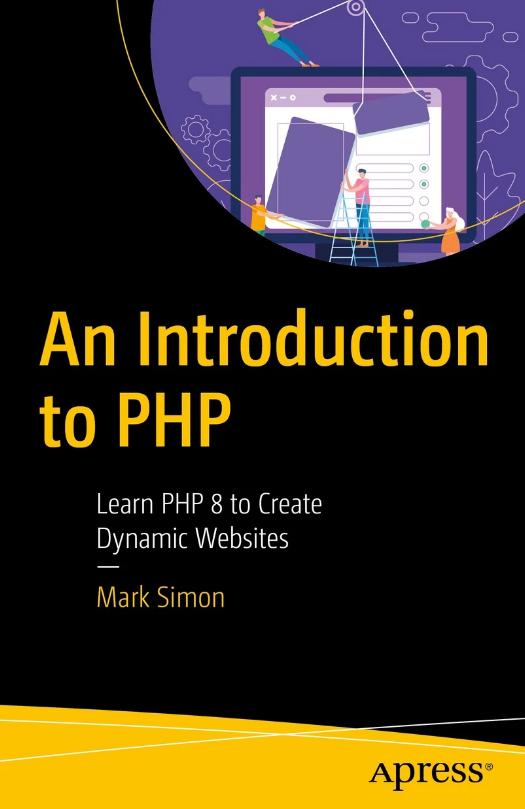 An Introduction
to PHP
Learn PHP 8 to Create
Dynamic Websites
Mark Simon
Apress®